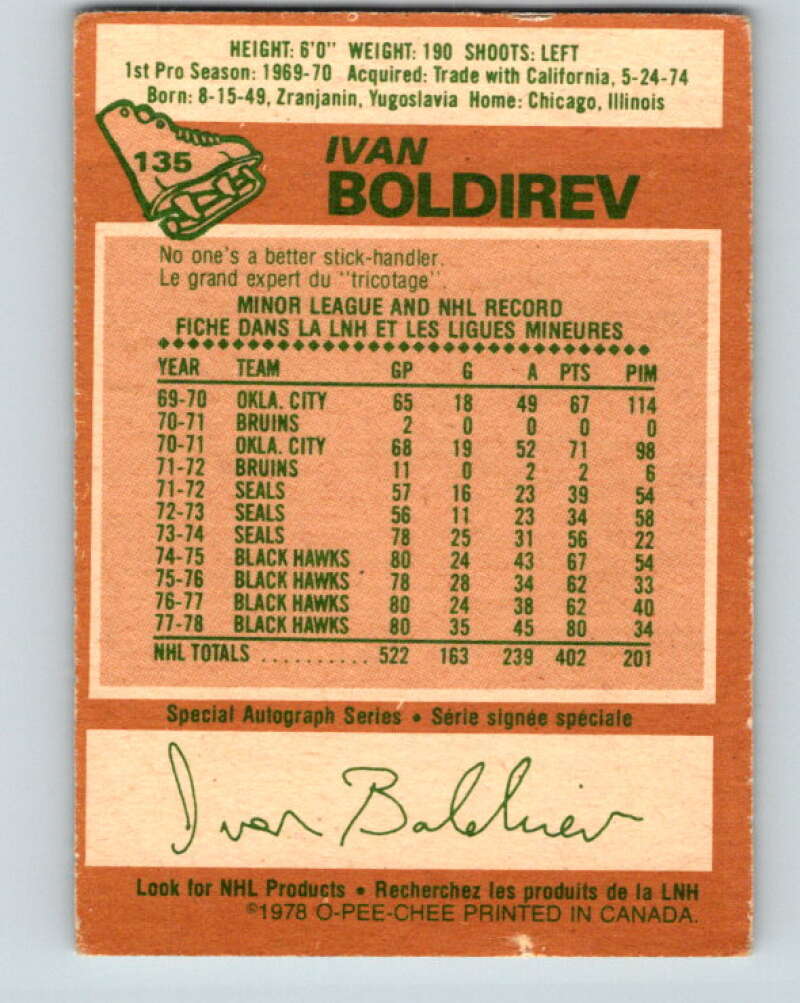 HEIGHT: 6'0" WEIGHT: 190 SHOOTS: LEFT
1st Pro Season: 1969-70 Acquired: Trade with California, 5-24-74
Born: 8-15-49, Zranjanin, Yugoslavia Home: Chicago, Illinois
135
IVAN
BOLDIREV
No one's a better stick-handler.
Le grand expert du "tricotage".
MINOR LEAGUE AND NHL RECORD
FICHE DANS LA LNH ET LES LIGUES MINEURES
YEAR TEAM GP G A PTS PIM
69-70 OKLA. CITY 65 18 49 67 114
70-71 BRUINS 2 0 0 0 0
70-71 OKLA. CITY 68 19 52 71 98
71-72 BRUINS 11 0 2 2 6
71-72 SEALS 57 16 23 39 54
72-73 SEALS 56 11 23 34 58
73-74 SEALS 78 25 31 56 22
74-75 BLACK HAWKS 80 24 43 67 54
75-76 BLACK HAWKS 78 28 34 62 33
76-77 BLACK HAWKS 80 24 38 62 40
77-78 BLACK HAWKS 80 35 45 80 34
NHL TOTALS .......... 522 163 239 402 201
Special Autograph Series • Série signée spéciale
Ivan Boldirev
Look for NHL Products • Recherchez les produits de la LNH
©1978 O-PEE-CHEE PRINTED IN CANADA.